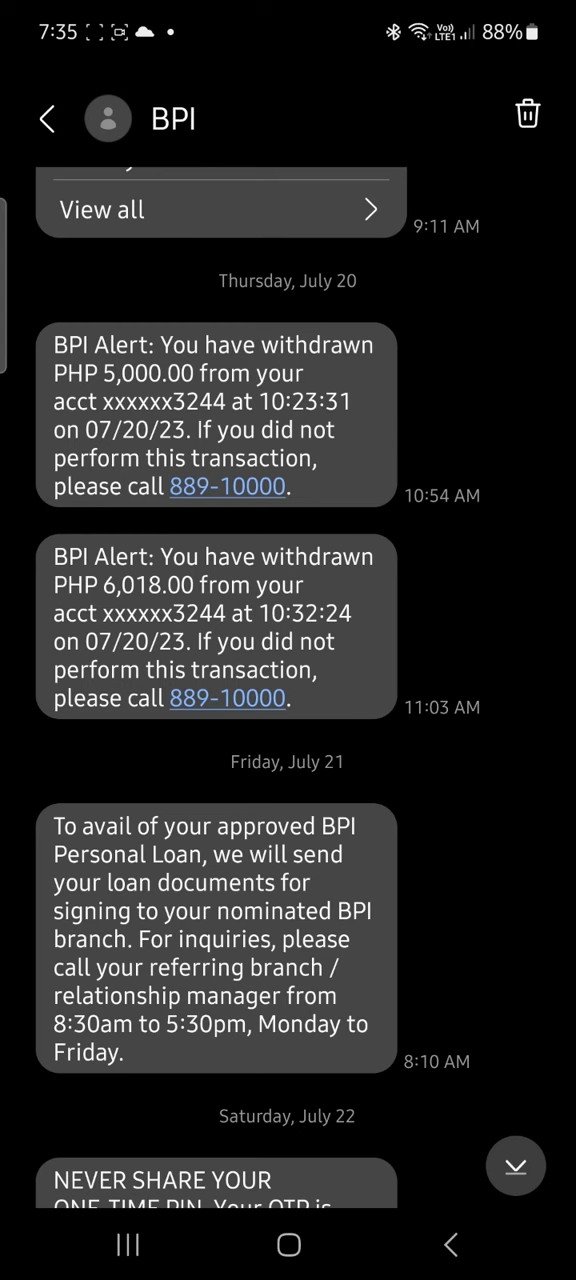 7:35
Vo))
LTE1
88%
BPI
View all
9:11 AM
Thursday, July 20
BPI Alert: You have withdrawn
PHP 5,000.00 from your
acct xxxxxx3244 at 10:23:31
on 07/20/23. If you did not
perform this transaction,
please call 889-10000.
10:54 AM
BPI Alert: You have withdrawn
PHP 6,018.00 from your
acct xxxxxx3244 at 10:32:24
on 07/20/23. If you did not
perform this transaction,
please call 889-10000.
11:03 AM
Friday, July 21
To avail of your approved BPI
Personal Loan, we will send
your loan documents for
signing to your nominated BPI
branch. For inquiries, please
call your referring branch /
relationship manager from
8:30am to 5:30pm, Monday to
Friday.
8:10 AM
Saturday, July 22
NEVER SHARE YOUR
ONE-TIME PIN. Your OTP is